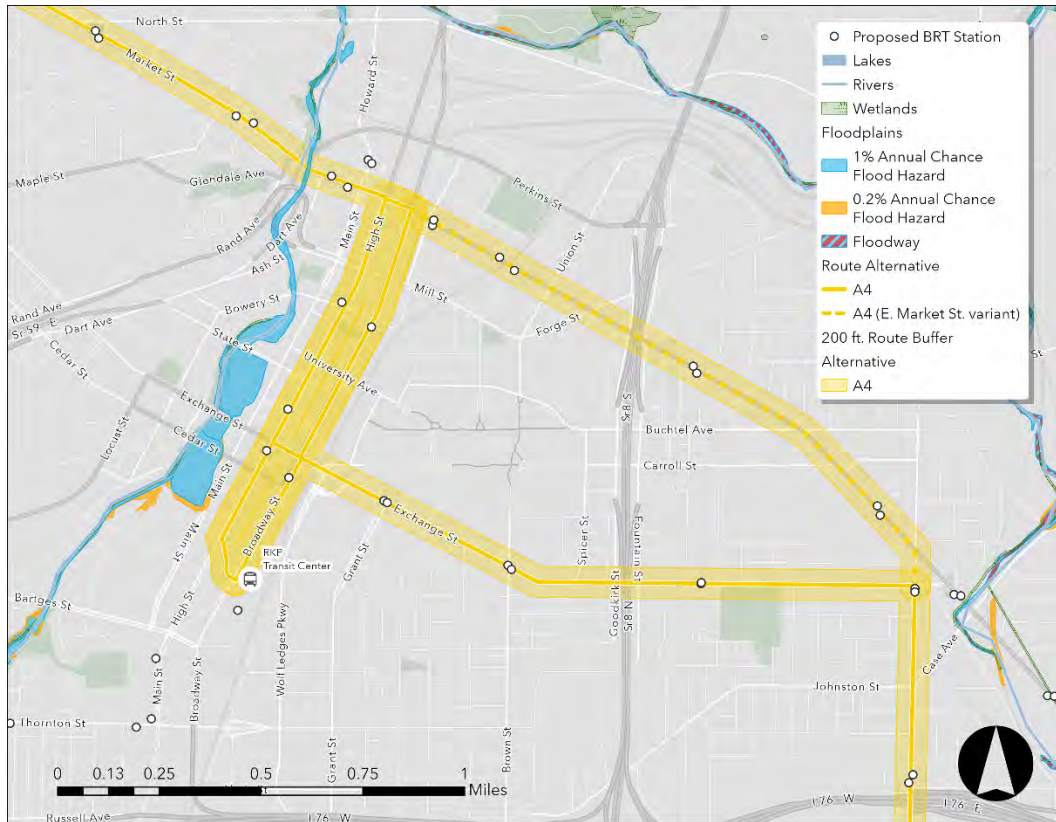 North St
Market St
Howard St
Maple St
Glendale Ave
Perkins St
Rand Ave
Dart Ave
Main St
High St
Ash St
Union St
Rand Ave
Sr 59 E
Dart Ave
Bowery St
Mill St
Forge St
State St
Cedar St
University Ave
Sr8 S
Exchange St
Locust St
Cedar St
Main St
Buchtel Ave
Carroll St
Broadway St
Exchange St
Main St
RKP
Transit Center
Grant St
Spicer St
Fountain St
Goodkirk St
Sr8 N
Bartges St
High St
Wolf Ledges Pkwy
Case Ave
Main St
Broadway St
Johnston St
Thornton St
Grant St
Brown St
Russell Ave
I 76 W
I 76 W
I 76 E
0 0.13 0.25 0.5 0.75 1
Miles
Proposed BRT Station
Lakes
Rivers
Wetlands
Floodplains
1% Annual Chance
Flood Hazard
0.2% Annual Chance
Flood Hazard
Floodway
Route Alternative
A4
A4 (E. Market St. variant)
200 ft. Route Buffer
Alternative
A4